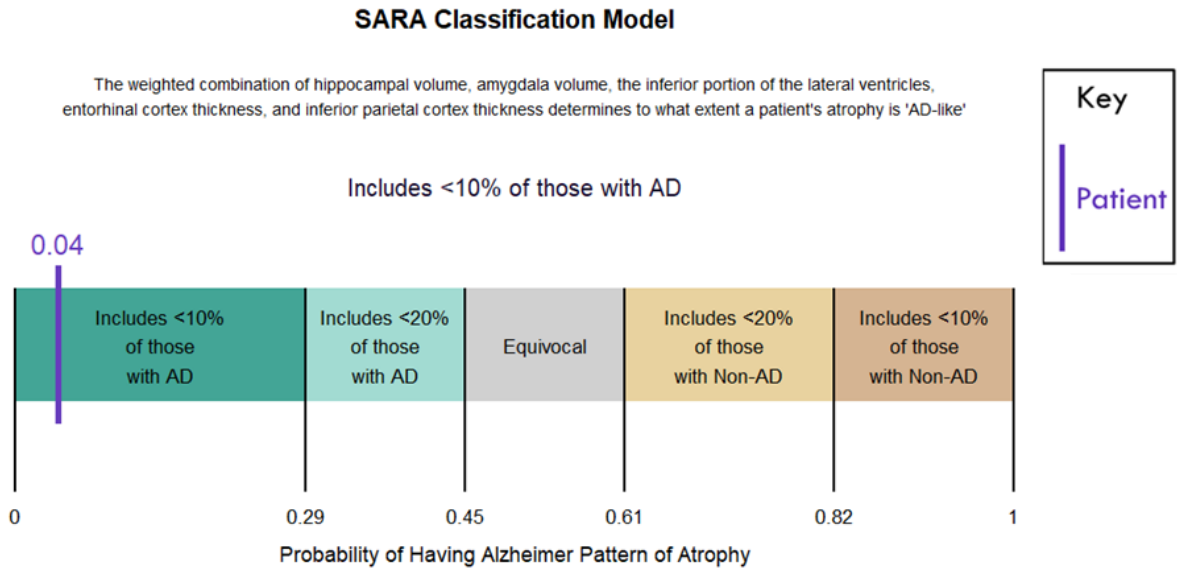 SARA Classification Model
The weighted combination of hippocampal volume, amygdala volume, the inferior portion of the lateral ventricles,
entorhinal cortex thickness, and inferior parietal cortex thickness determines to what extent a patient's atrophy is 'AD-like'
Key
Patient
Includes <10% of those with AD
0.04
Includes <10%
of those
with AD
Includes <20%
of those
with AD
Equivocal
Includes <20%
of those
with Non-AD
Includes <10%
of those
with Non-AD
0
0.29
0.45
0.61
0.82
1
Probability of Having Alzheimer Pattern of Atrophy